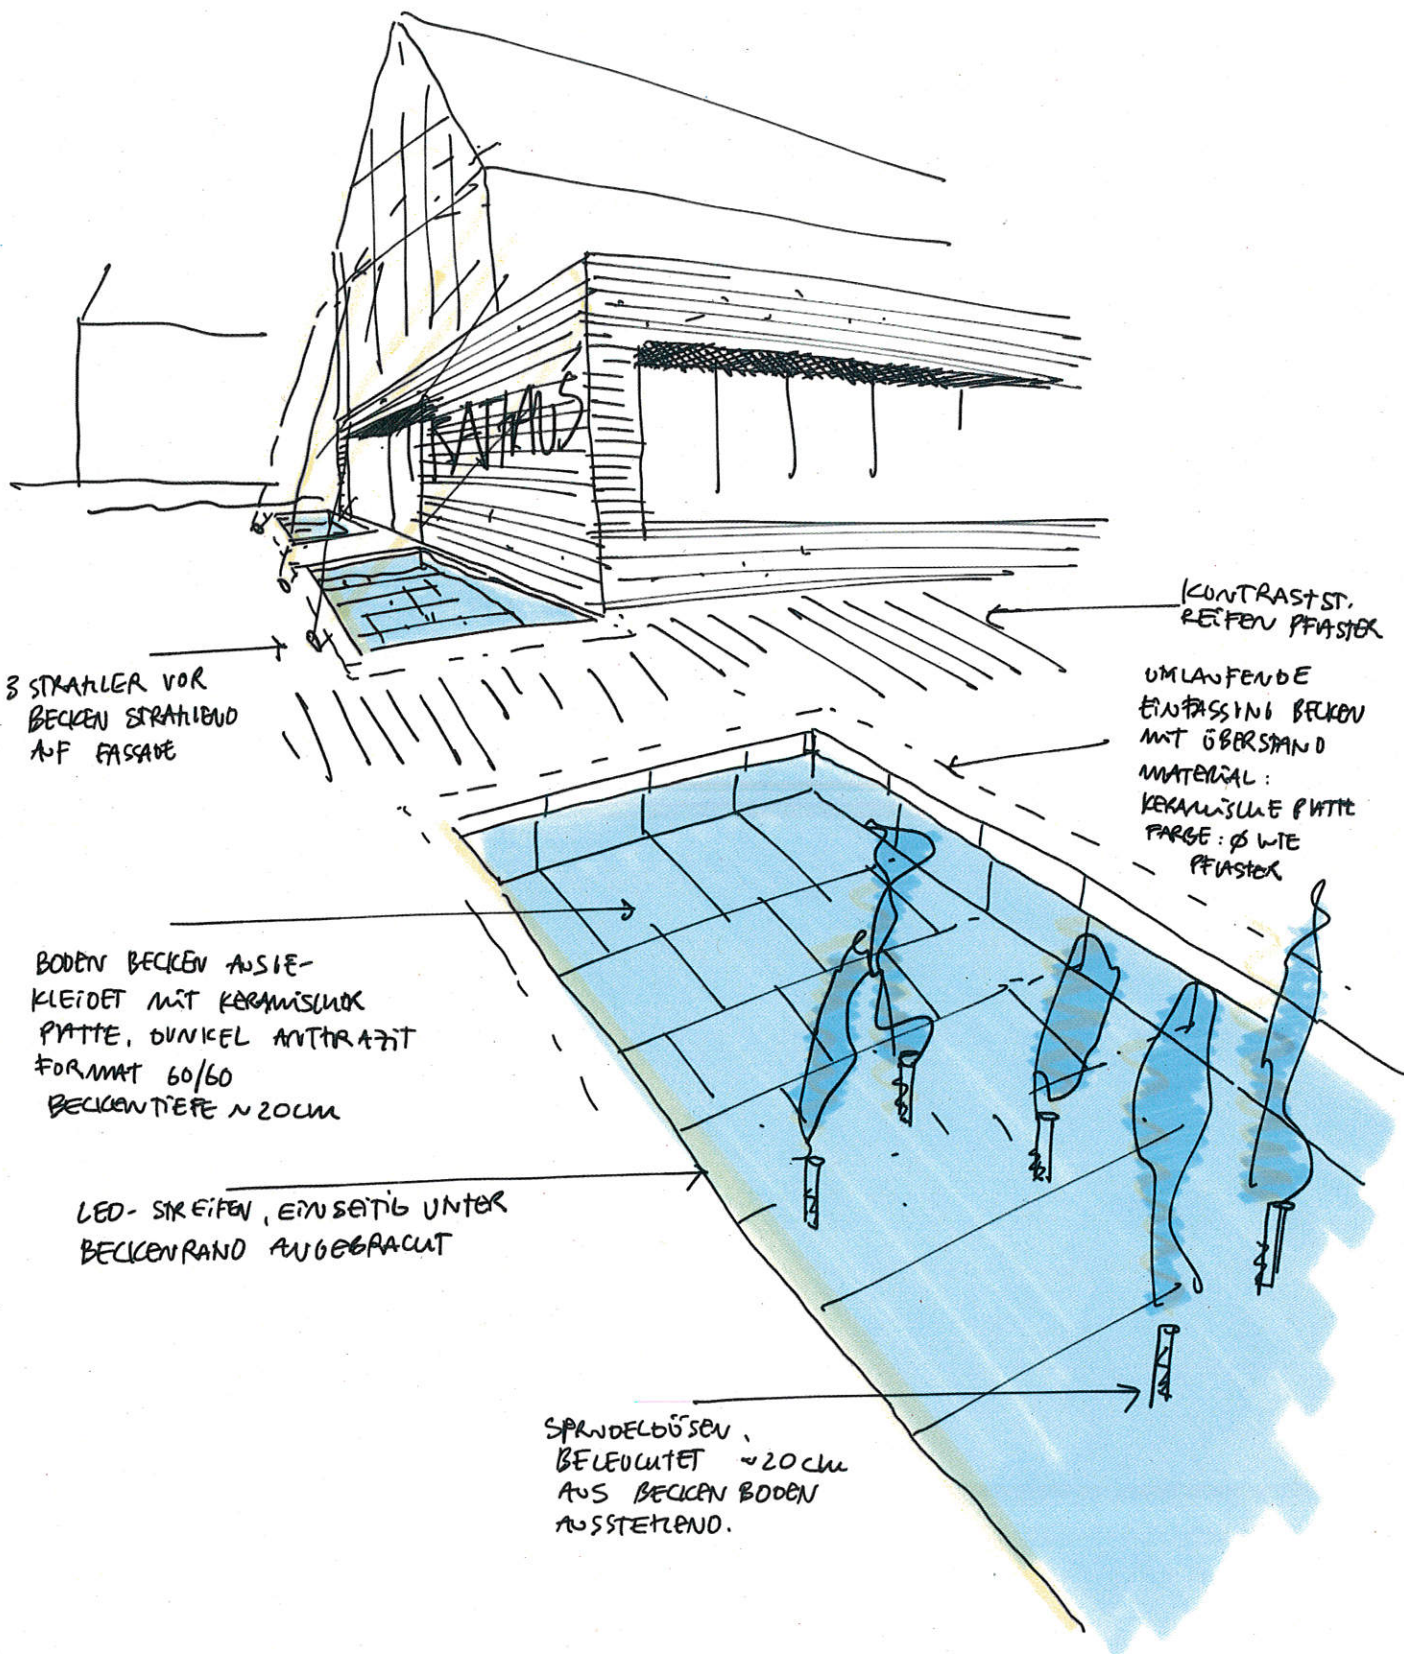 RATHAUS
KONTRASTST.
REIFEN PFLASTER
3 STRAHLER VOR
BECKEN STRAHLEND
AUF FASSADE
UMLAUFENDE
EINFASSUNG BECKEN
MIT ÜBERSTAND
MATERIAL:
KERAMISCHE PLATTE
FARBE: Ø WIE
PFLASTER
BODEN BECKEN AUSGE-
KLEIDET MIT KERAMISCHER
PLATTE, DUNKEL ANTHRAZIT
FORMAT 60/60
BECKENTIEFE ~20cm
LED-STREIFEN, EINSEITIG UNTER
BECKENRAND ANGEBRACHT
SPRUDELDÜSEN,
BELEUCHTET ~20cm
AUS BECKEN BODEN
AUSSTEHEND.